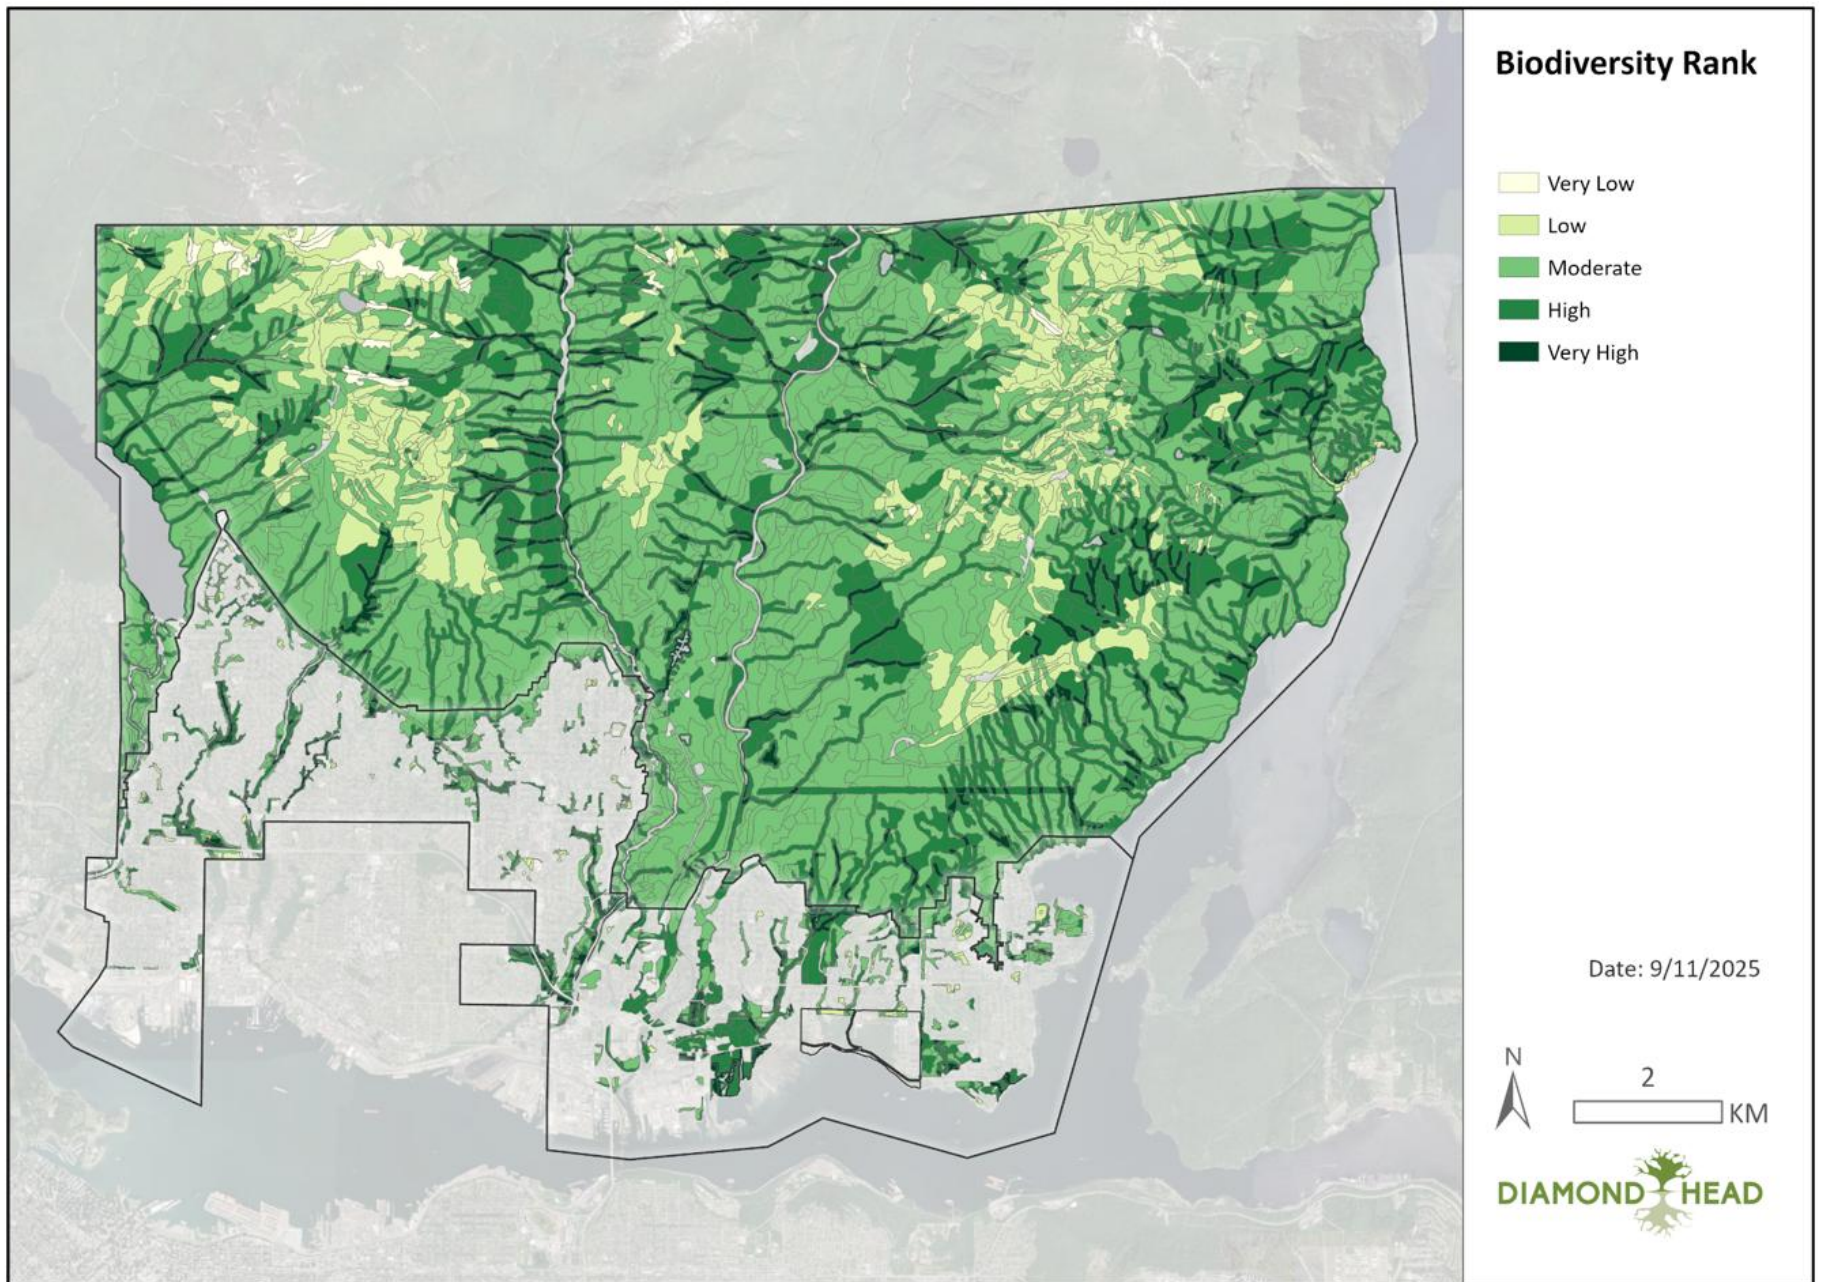 Biodiversity Rank
Very Low
Low
Moderate
High
Very High
Date: 9/11/2025
N
2
KM
DIAMOND HEAD